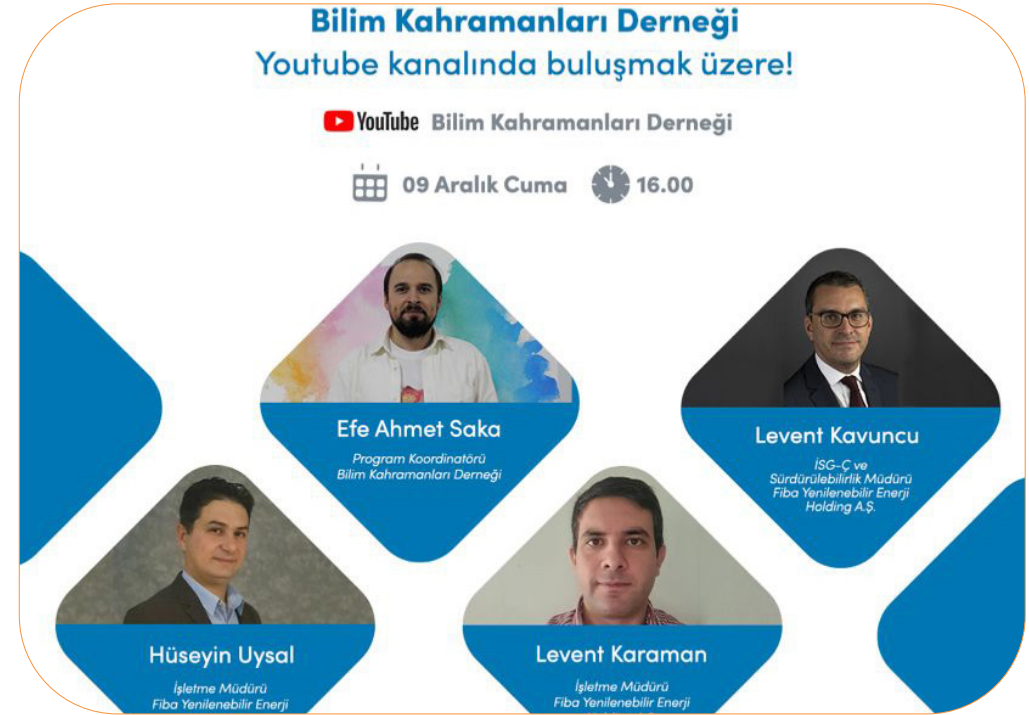 Bilim Kahramanları Derneği
Youtube kanalında buluşmak üzere!
YouTube Bilim Kahramanları Derneği
09 Aralık Cuma 16.00
Efe Ahmet Saka
Program Koordinatörü
Bilim Kahramanları Derneği
Levent Kavuncu
İSG-Ç ve
Sürdürülebilirlik Müdürü
Fiba Yenilenebilir Enerji
Holding A.Ş.
Hüseyin Uysal
İşletme Müdürü
Fiba Yenilenebilir Enerji
Levent Karaman
İşletme Müdürü
Fiba Yenilenebilir Enerji